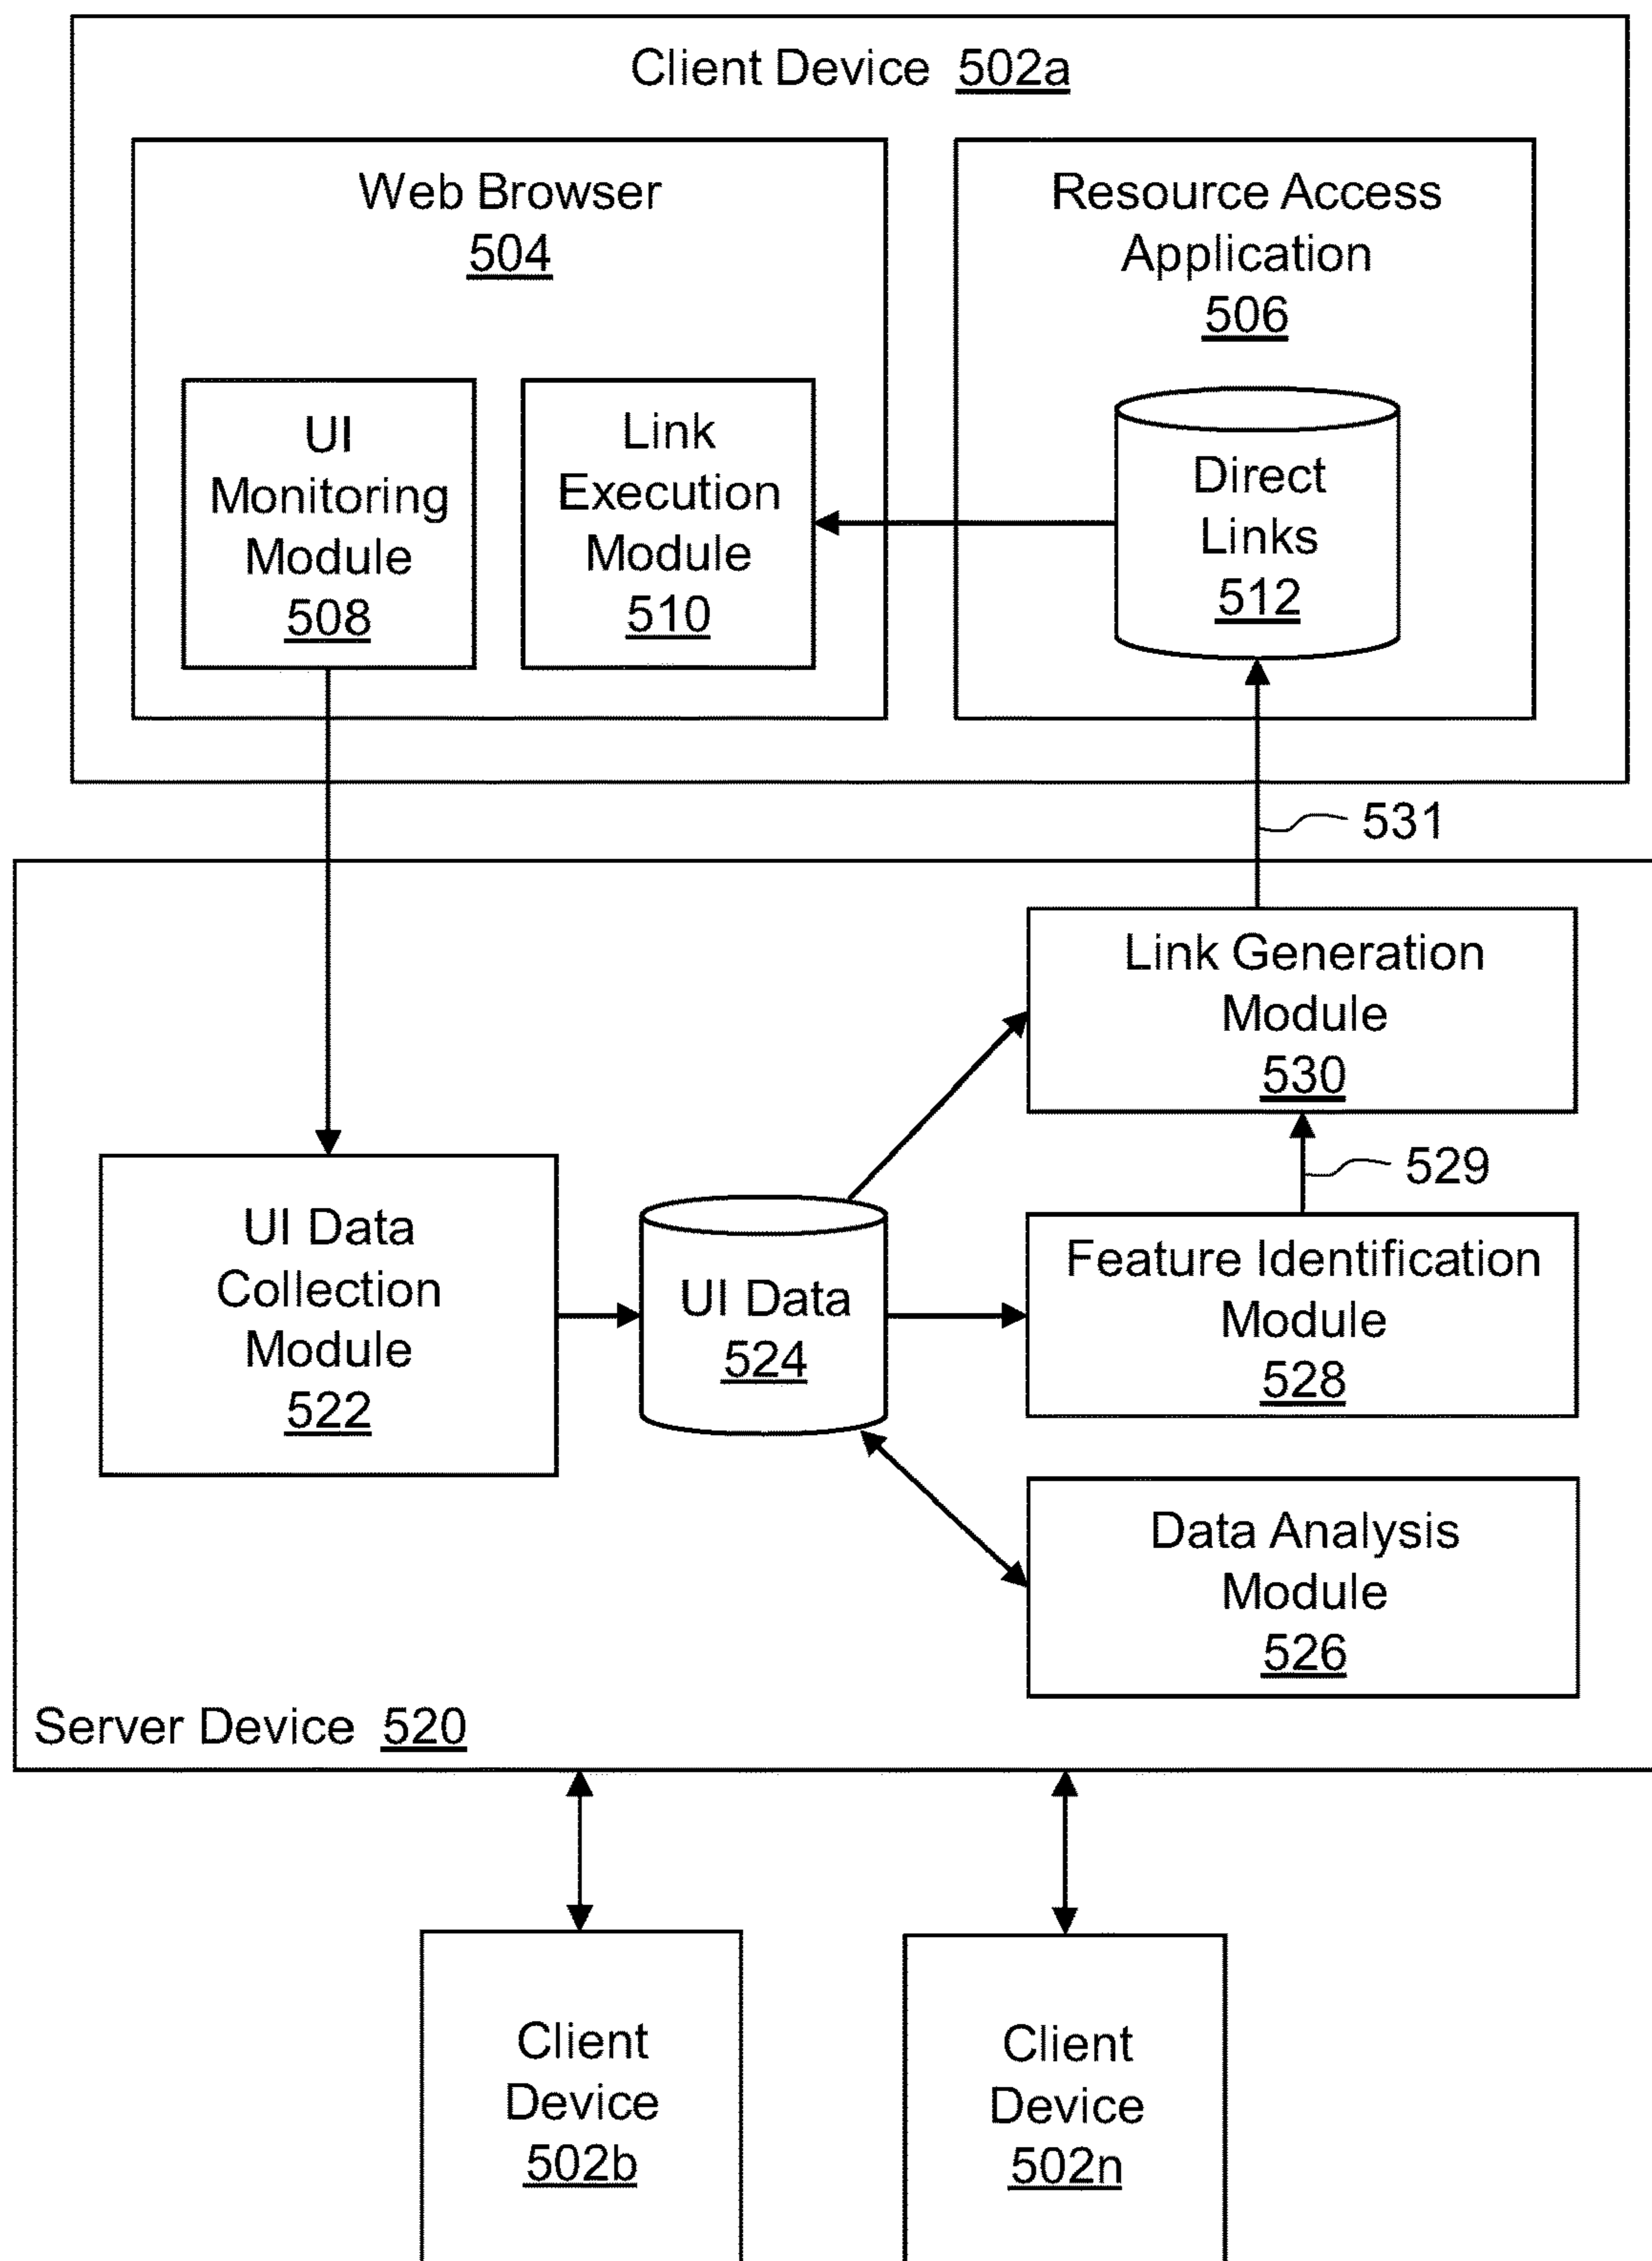 Client Device 502a
Web Browser
504
Resource Access
Application
506
UI
Monitoring
Module
508
Link
Execution
Module
510
Direct
Links
512
531
Link Generation
Module
530
529
UI Data
Collection
Module
522
UI Data
524
Feature Identification
Module
528
Data Analysis
Module
526
Server Device 520
Client
Device
502b
Client
Device
502n